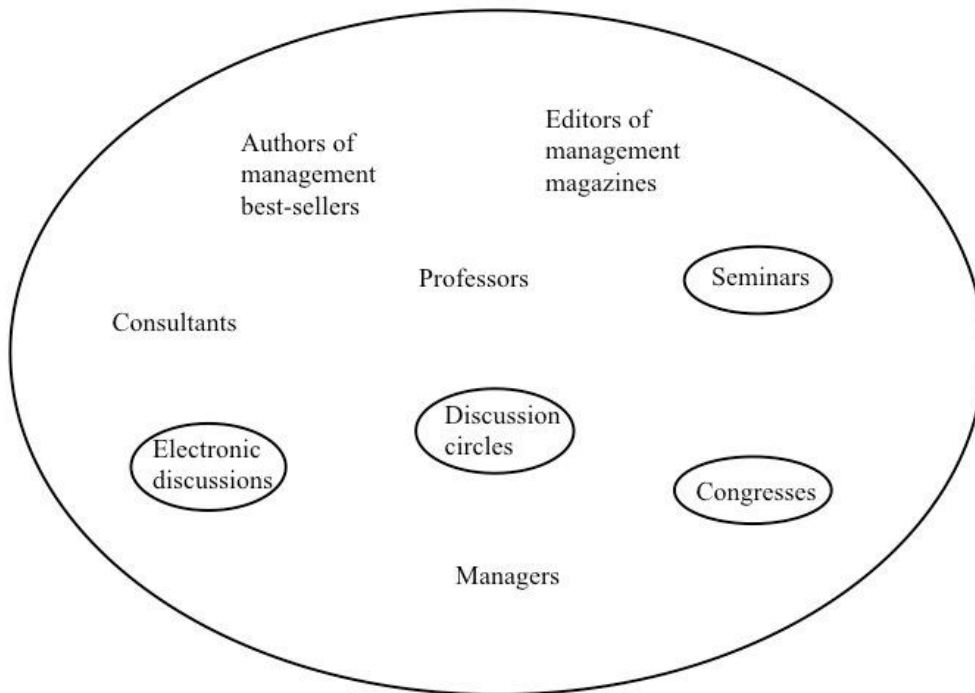 Authors of
management
best-sellers
Editors of
management
magazines
Professors
Seminars
Consultants
Discussion
circles
Electronic
discussions
Congresses
Managers